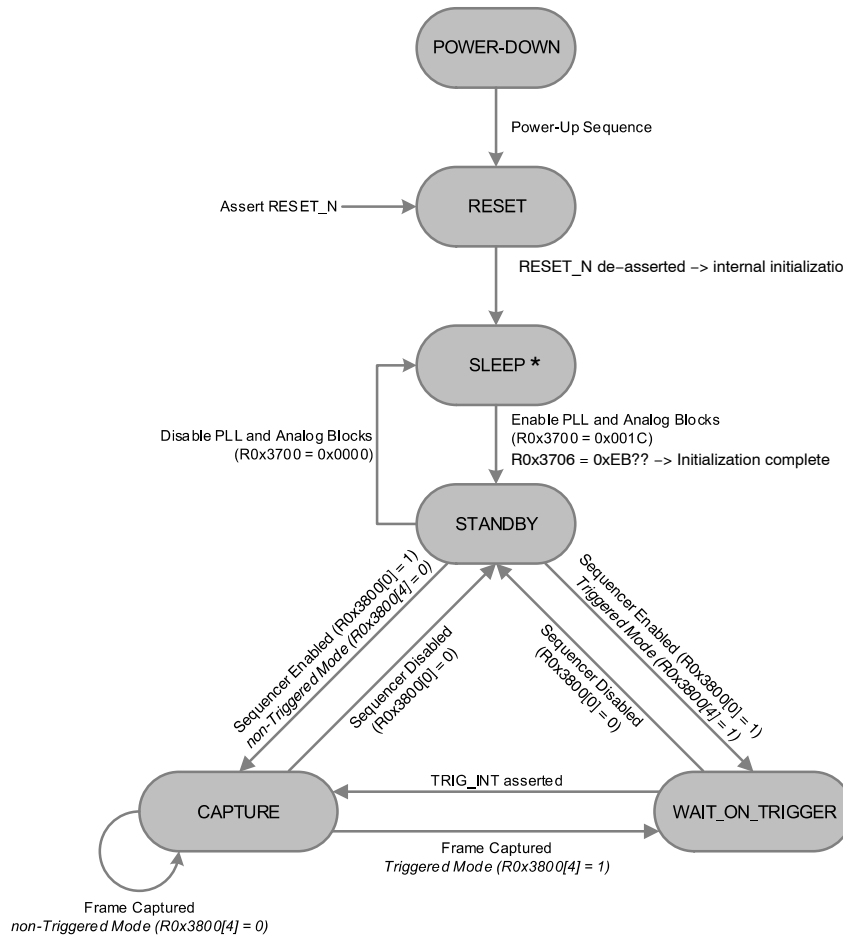 POWER-DOWN
Power-Up Sequence
Assert RESET_N
RESET
RESET_N de−asserted −> internal initializatio
SLEEP *
Disable PLL and Analog Blocks
(R0x3700 = 0x0000)
Enable PLL and Analog Blocks
(R0x3700 = 0x001C)
R0x3706 = 0xEB?? −> Initialization complete
STANDBY
Sequencer Enabled (R0x3800[0] = 1)
non-Triggered Mode (R0x3800[4] = 0)
Sequencer Disabled
(R0x3800[0] = 0)
Sequencer Disabled
(R0x3800[0] = 0)
Sequencer Enabled (R0x3800[0] = 1)
Triggered Mode (R0x3800[4] = 1)
TRIG_INT asserted
CAPTURE
WAIT_ON_TRIGGER
Frame Captured
Triggered Mode (R0x3800[4] = 1)
Frame Captured
non-Triggered Mode (R0x3800[4] = 0)